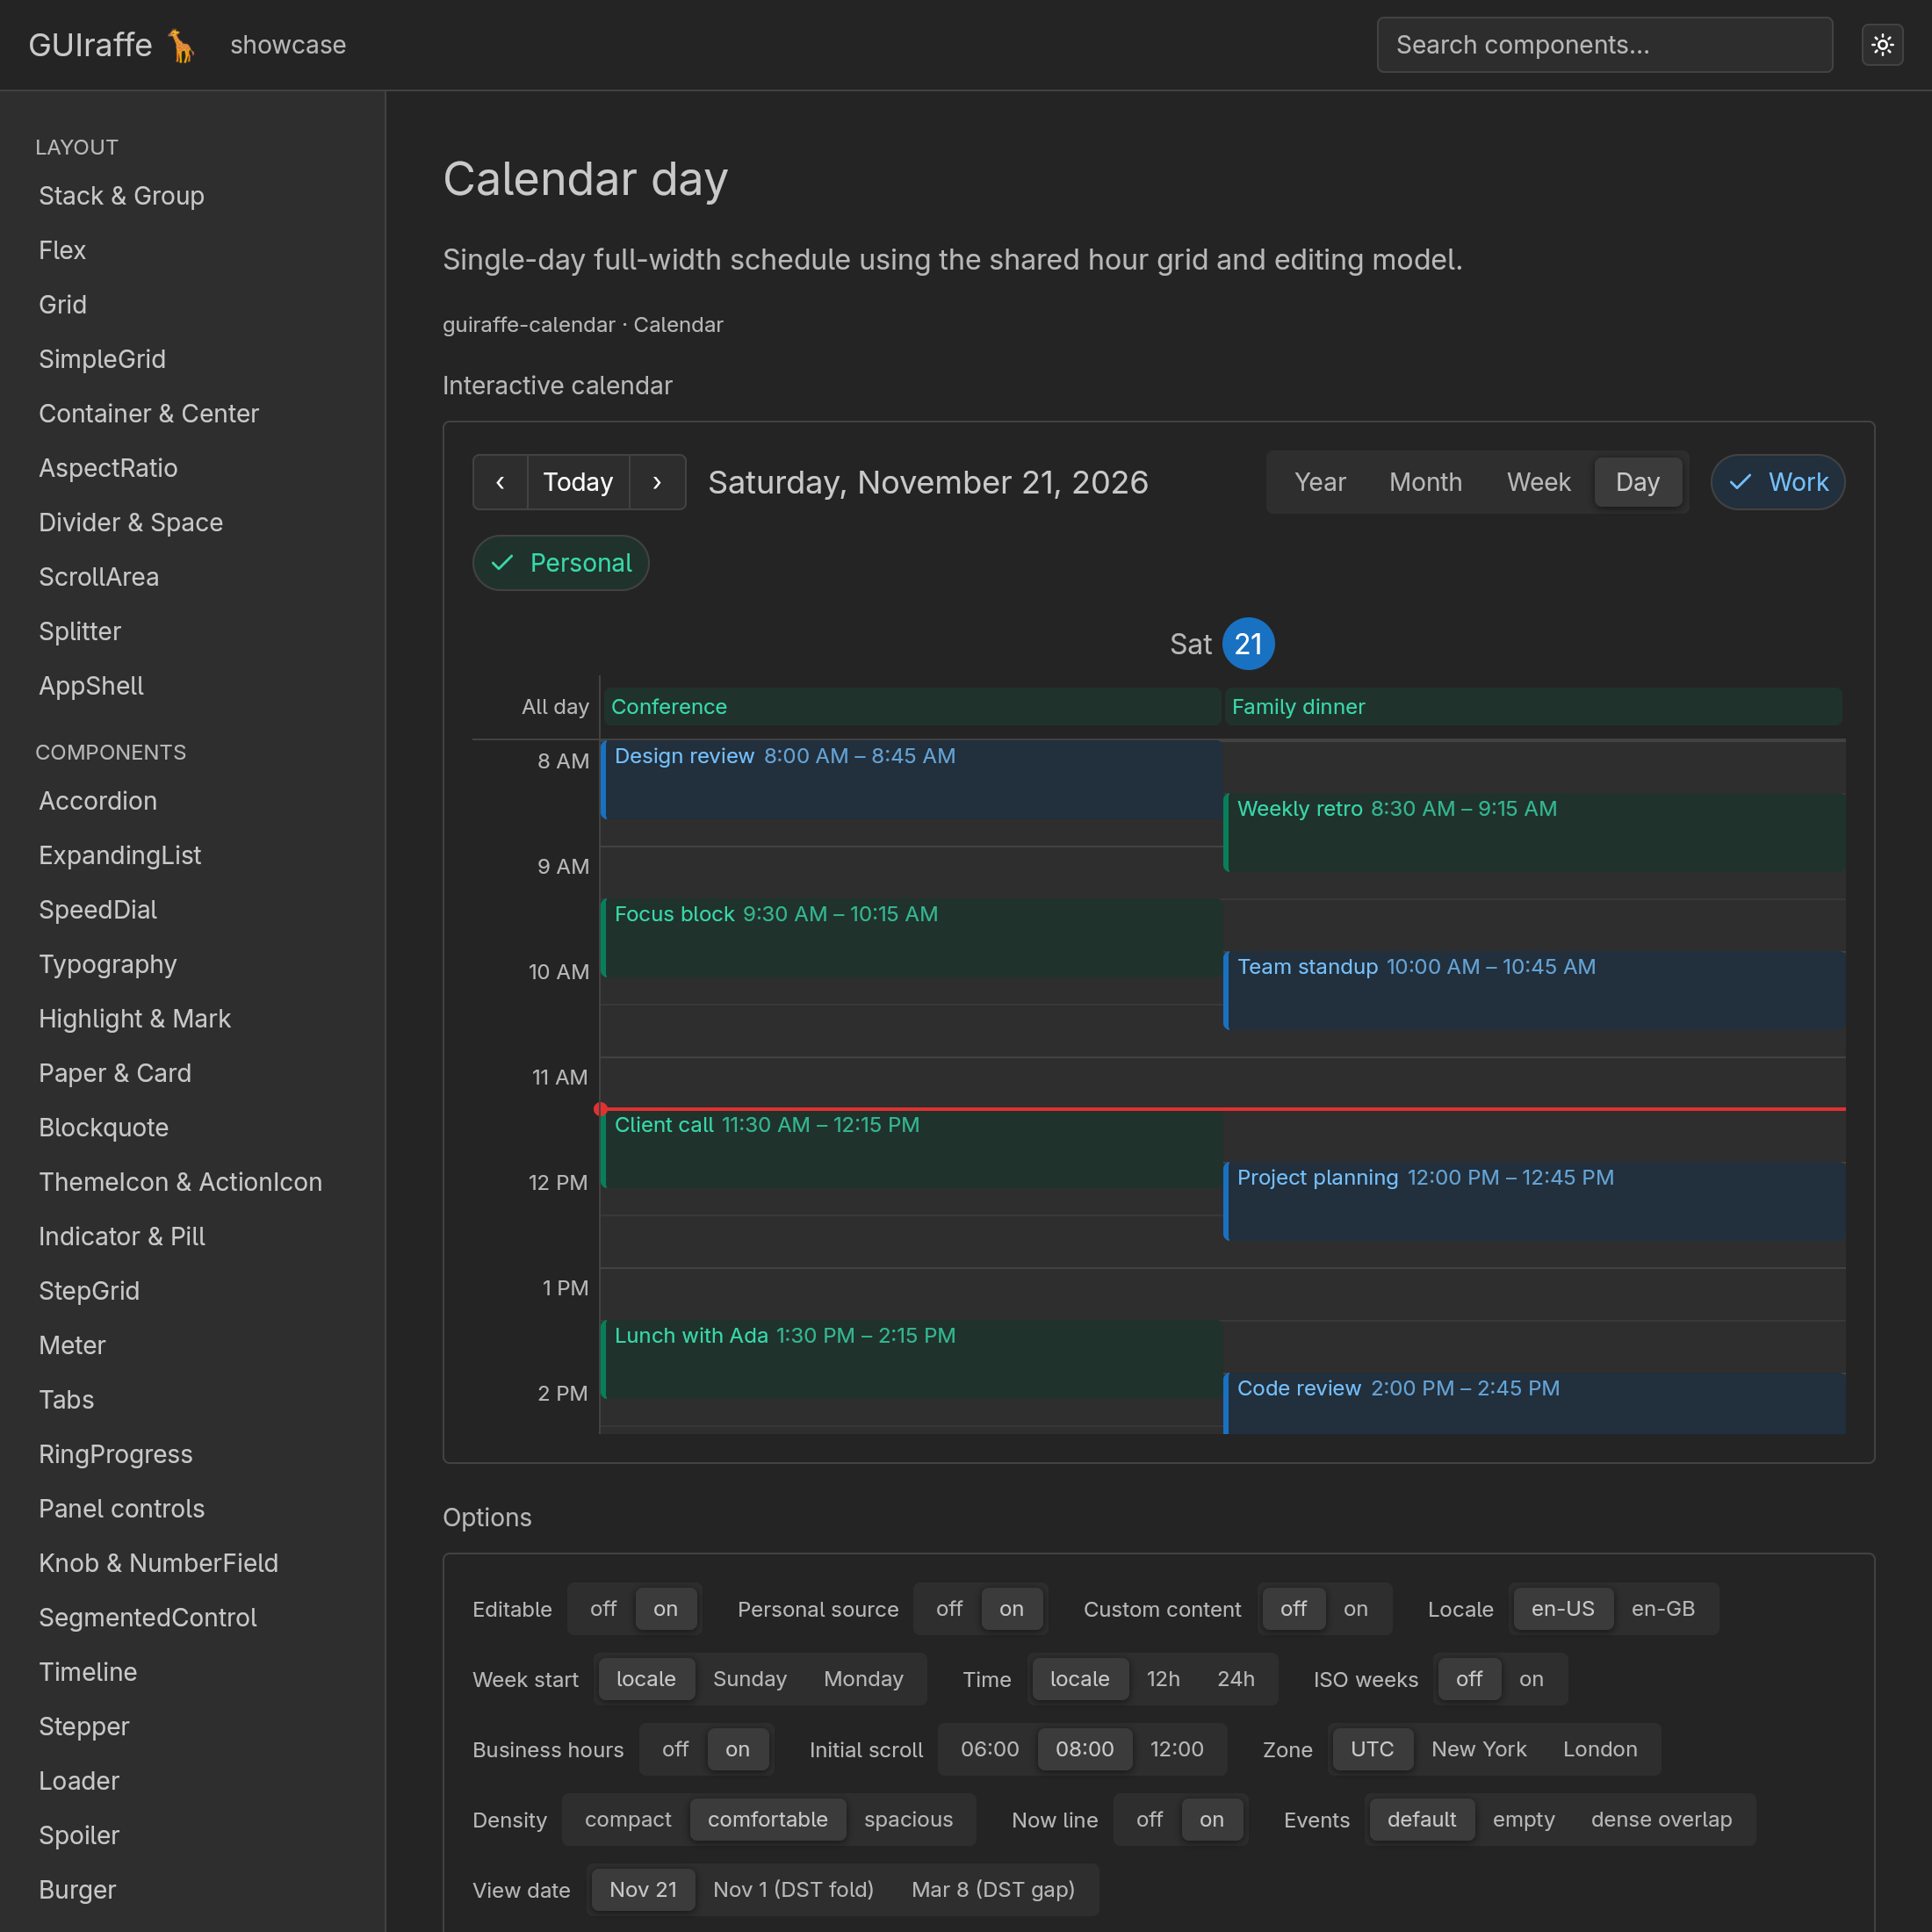 GUIraffe showcase
Search components...
LAYOUT
Stack & Group
Flex
Grid
SimpleGrid
Container & Center
AspectRatio
Divider & Space
ScrollArea
Splitter
AppShell
COMPONENTS
Accordion
ExpandingList
SpeedDial
Typography
Highlight & Mark
Paper & Card
Blockquote
ThemeIcon & ActionIcon
Indicator & Pill
StepGrid
Meter
Tabs
RingProgress
Panel controls
Knob & NumberField
SegmentedControl
Timeline
Stepper
Loader
Spoiler
Burger
Calendar day
Single-day full-width schedule using the shared hour grid and editing model.
guiraffe-calendar · Calendar
Interactive calendar
‹ Today › Saturday, November 21, 2026 Year Month Week Day Work
Personal
Sat 21
All day Conference Family dinner
8 AM Design review 8:00 AM – 8:45 AM
Weekly retro 8:30 AM – 9:15 AM
9 AM
Focus block 9:30 AM – 10:15 AM
10 AM Team standup 10:00 AM – 10:45 AM
11 AM
Client call 11:30 AM – 12:15 PM
12 PM Project planning 12:00 PM – 12:45 PM
1 PM
Lunch with Ada 1:30 PM – 2:15 PM
2 PM Code review 2:00 PM – 2:45 PM
Options
Editable off on Personal source off on Custom content off on Locale en-US en-GB
Week start locale Sunday Monday Time locale 12h 24h ISO weeks off on
Business hours off on Initial scroll 06:00 08:00 12:00 Zone UTC New York London
Density compact comfortable spacious Now line off on Events default empty dense overlap
View date Nov 21 Nov 1 (DST fold) Mar 8 (DST gap)